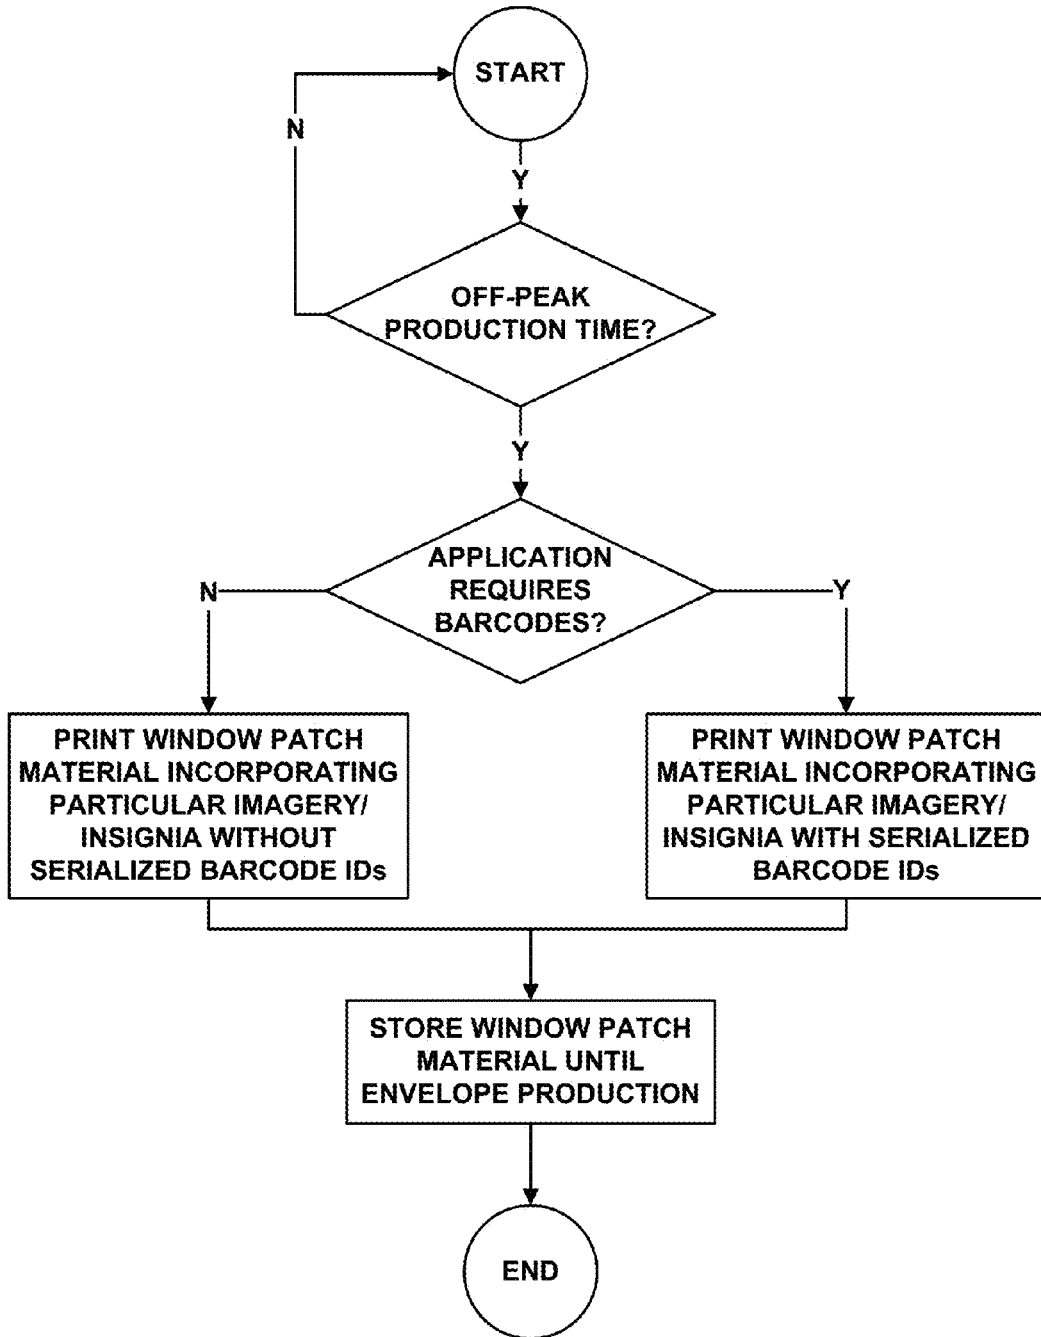 START
N
Y
OFF-PEAK
PRODUCTION TIME?
Y
APPLICATION
REQUIRES
BARCODES?
N
Y
PRINT WINDOW PATCH
MATERIAL INCORPORATING
PARTICULAR IMAGERY/
INSIGNIA WITHOUT
SERIALIZED BARCODE IDs
PRINT WINDOW PATCH
MATERIAL INCORPORATING
PARTICULAR IMAGERY/
INSIGNIA WITH SERIALIZED
BARCODE IDs
STORE WINDOW PATCH
MATERIAL UNTIL
ENVELOPE PRODUCTION
END